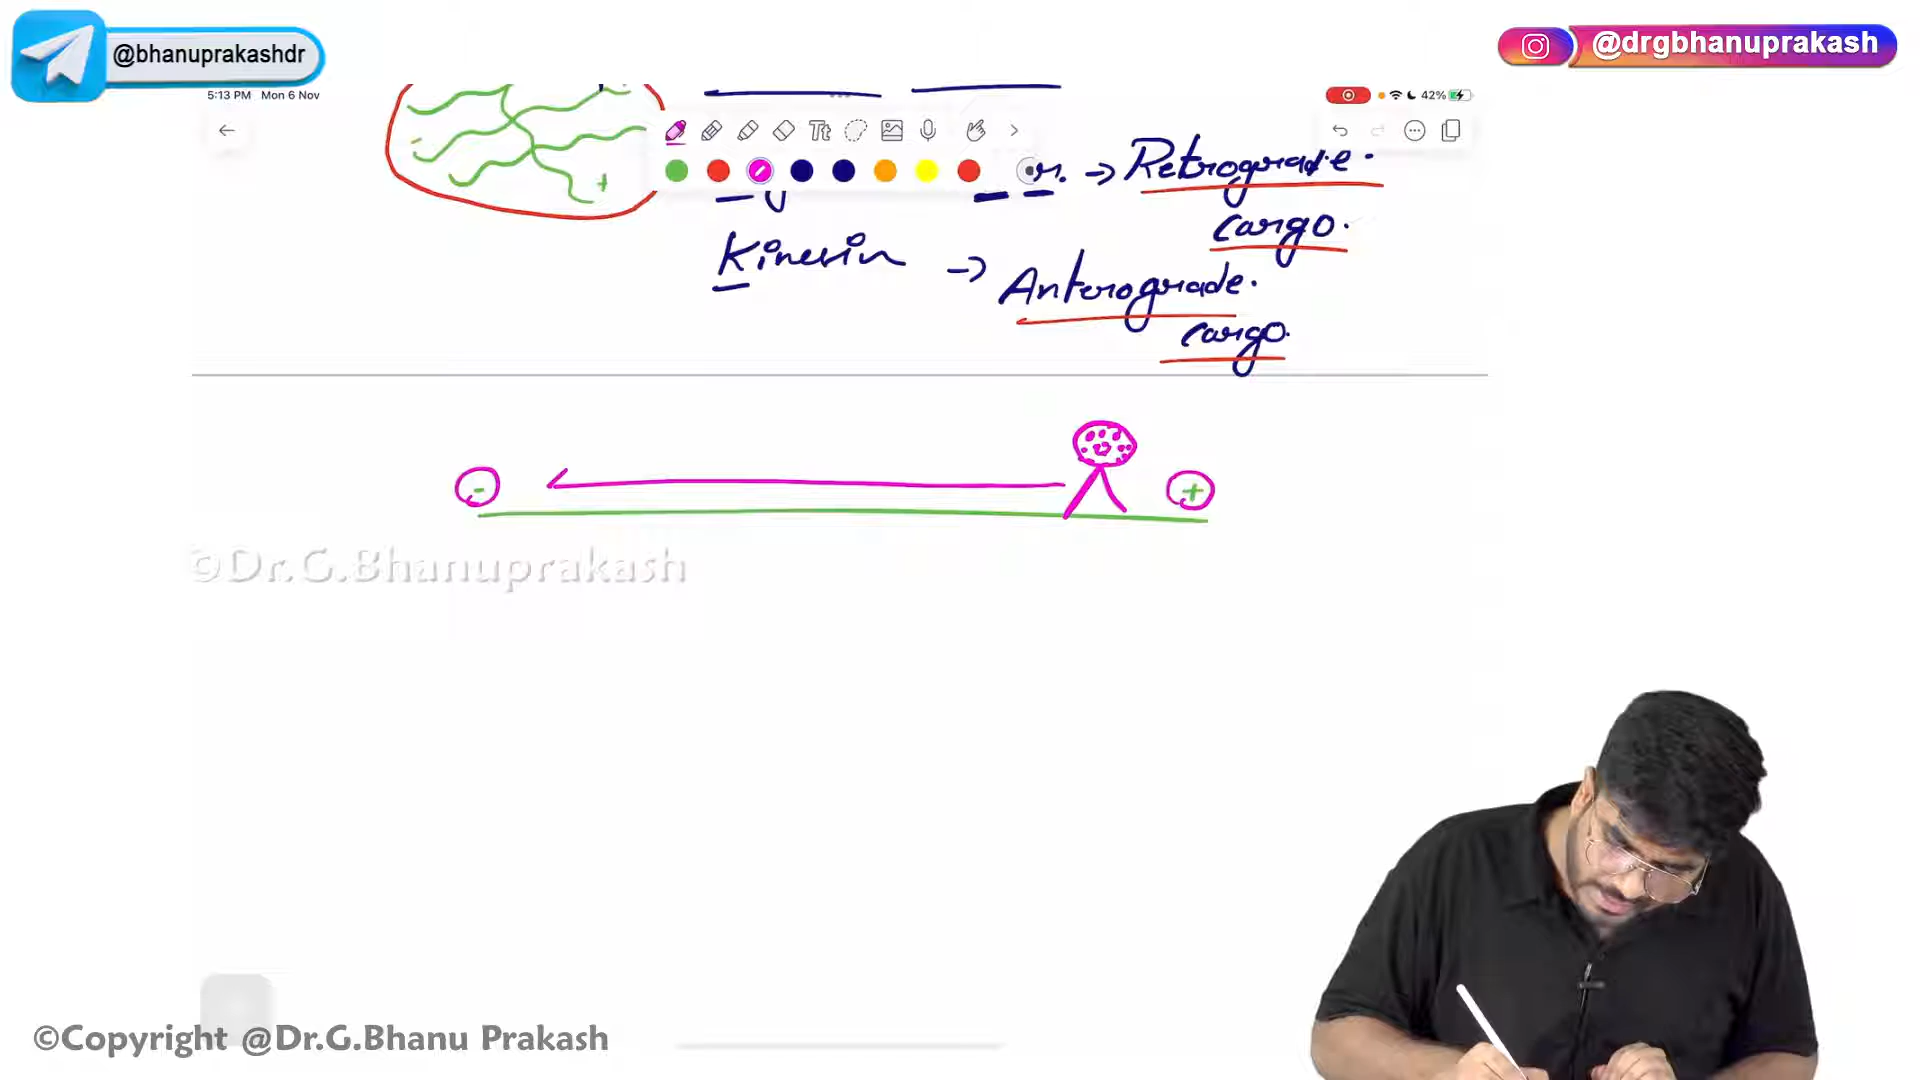 @bhanuprakashdr
@drgbhanuprakash
5:13 PM Mon 6 Nov
42%
Tt
→ Retrograde.
cargo.
Kinesin → Anterograde.
cargo.
+
-
+
©Dr.G.Bhanuprakash
©Copyright @Dr.G.Bhanu Prakash